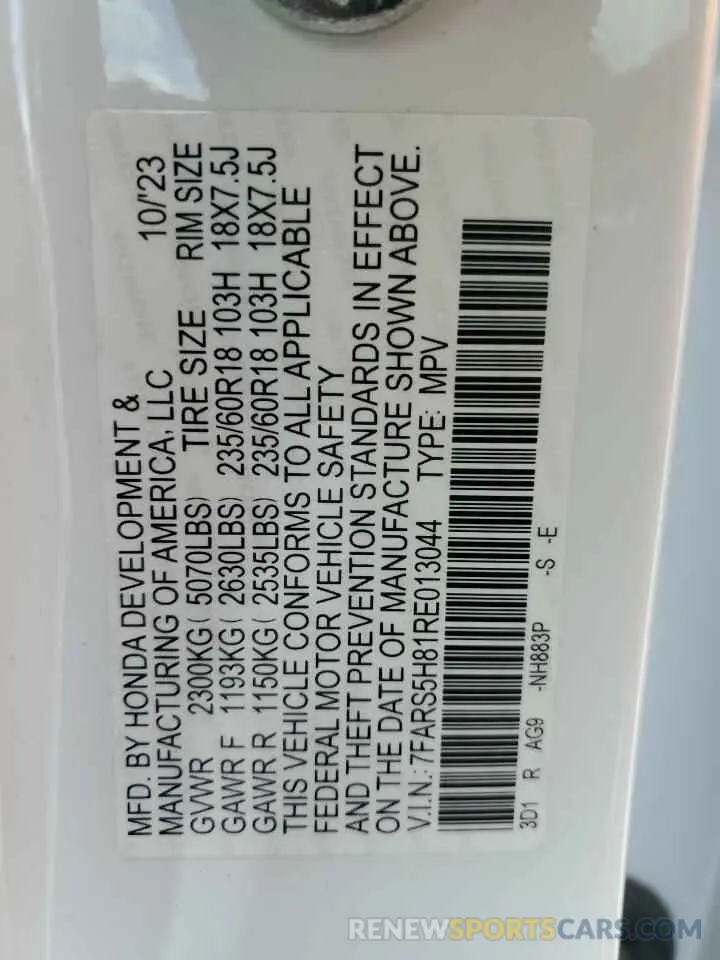 MFD. BY HONDA DEVELOPMENT &
MANUFACTURING OF AMERICA, LLC 10/'23
GVWR 2300KG( 5070LBS) TIRE SIZE RIM SIZE
GAWR F 1193KG( 2630LBS) 235/60R18 103H 18X7.5J
GAWR R 1150KG( 2535LBS) 235/60R18 103H 18X7.5J
THIS VEHICLE CONFORMS TO ALL APPLICABLE
FEDERAL MOTOR VEHICLE SAFETY
AND THEFT PREVENTION STANDARDS IN EFFECT
ON THE DATE OF MANUFACTURE SHOWN ABOVE.
V.I.N.: 7FARS5H81RE013044 TYPE: MPV
3D1 R AG9 -NH883P -S -E
RENEWSPORTSCARS.COM